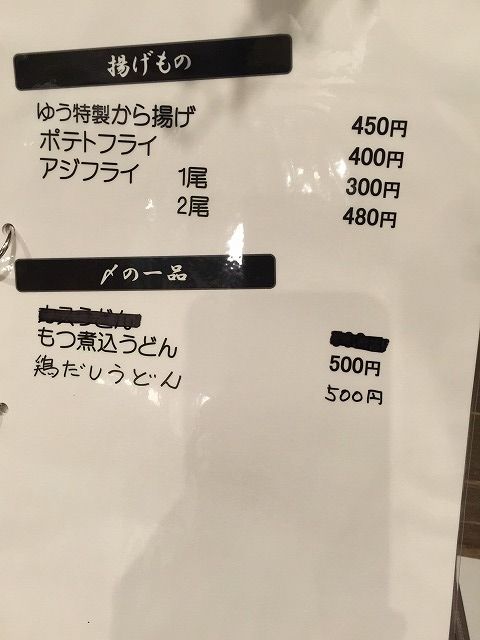 揚げもの
ゆう特製から揚げ 450円
ポテトフライ 400円
アジフライ 1尾 300円
2尾 480円
〆の一品
もつ煮込うどん 500円
鶏だしうどん 500円